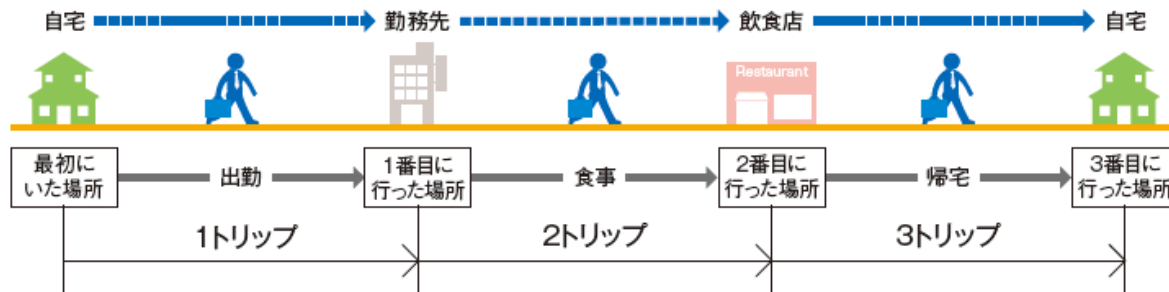 自宅
勤務先
飲食店
自宅
Restaurant
最初に
いた場所
出勤
1番目に
行った場所
食事
2番目に
行った場所
帰宅
3番目に
行った場所
1トリップ
2トリップ
3トリップ